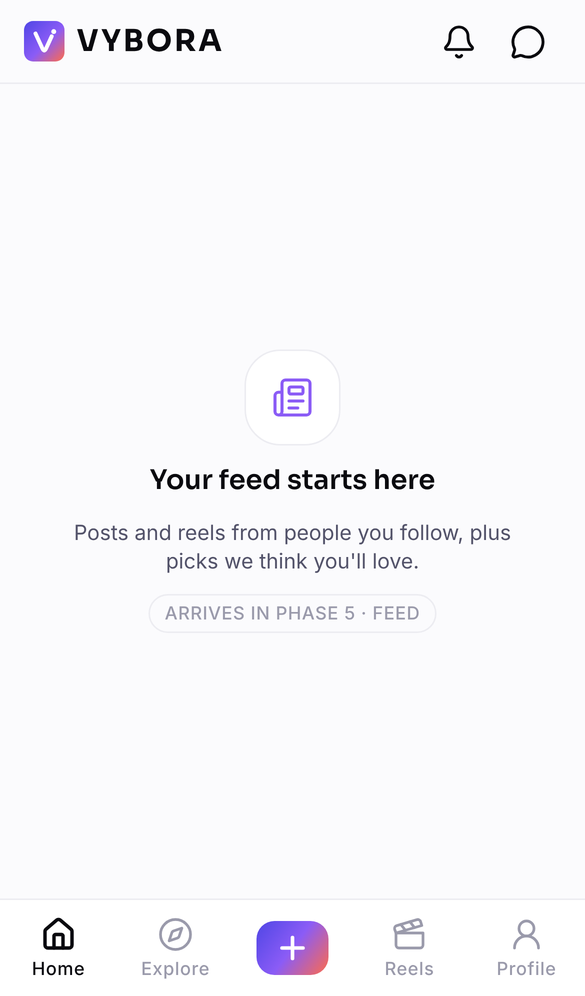 VYBORA
Your feed starts here
Posts and reels from people you follow, plus
picks we think you'll love.
ARRIVES IN PHASE 5 · FEED
Home
Explore
Reels
Profile